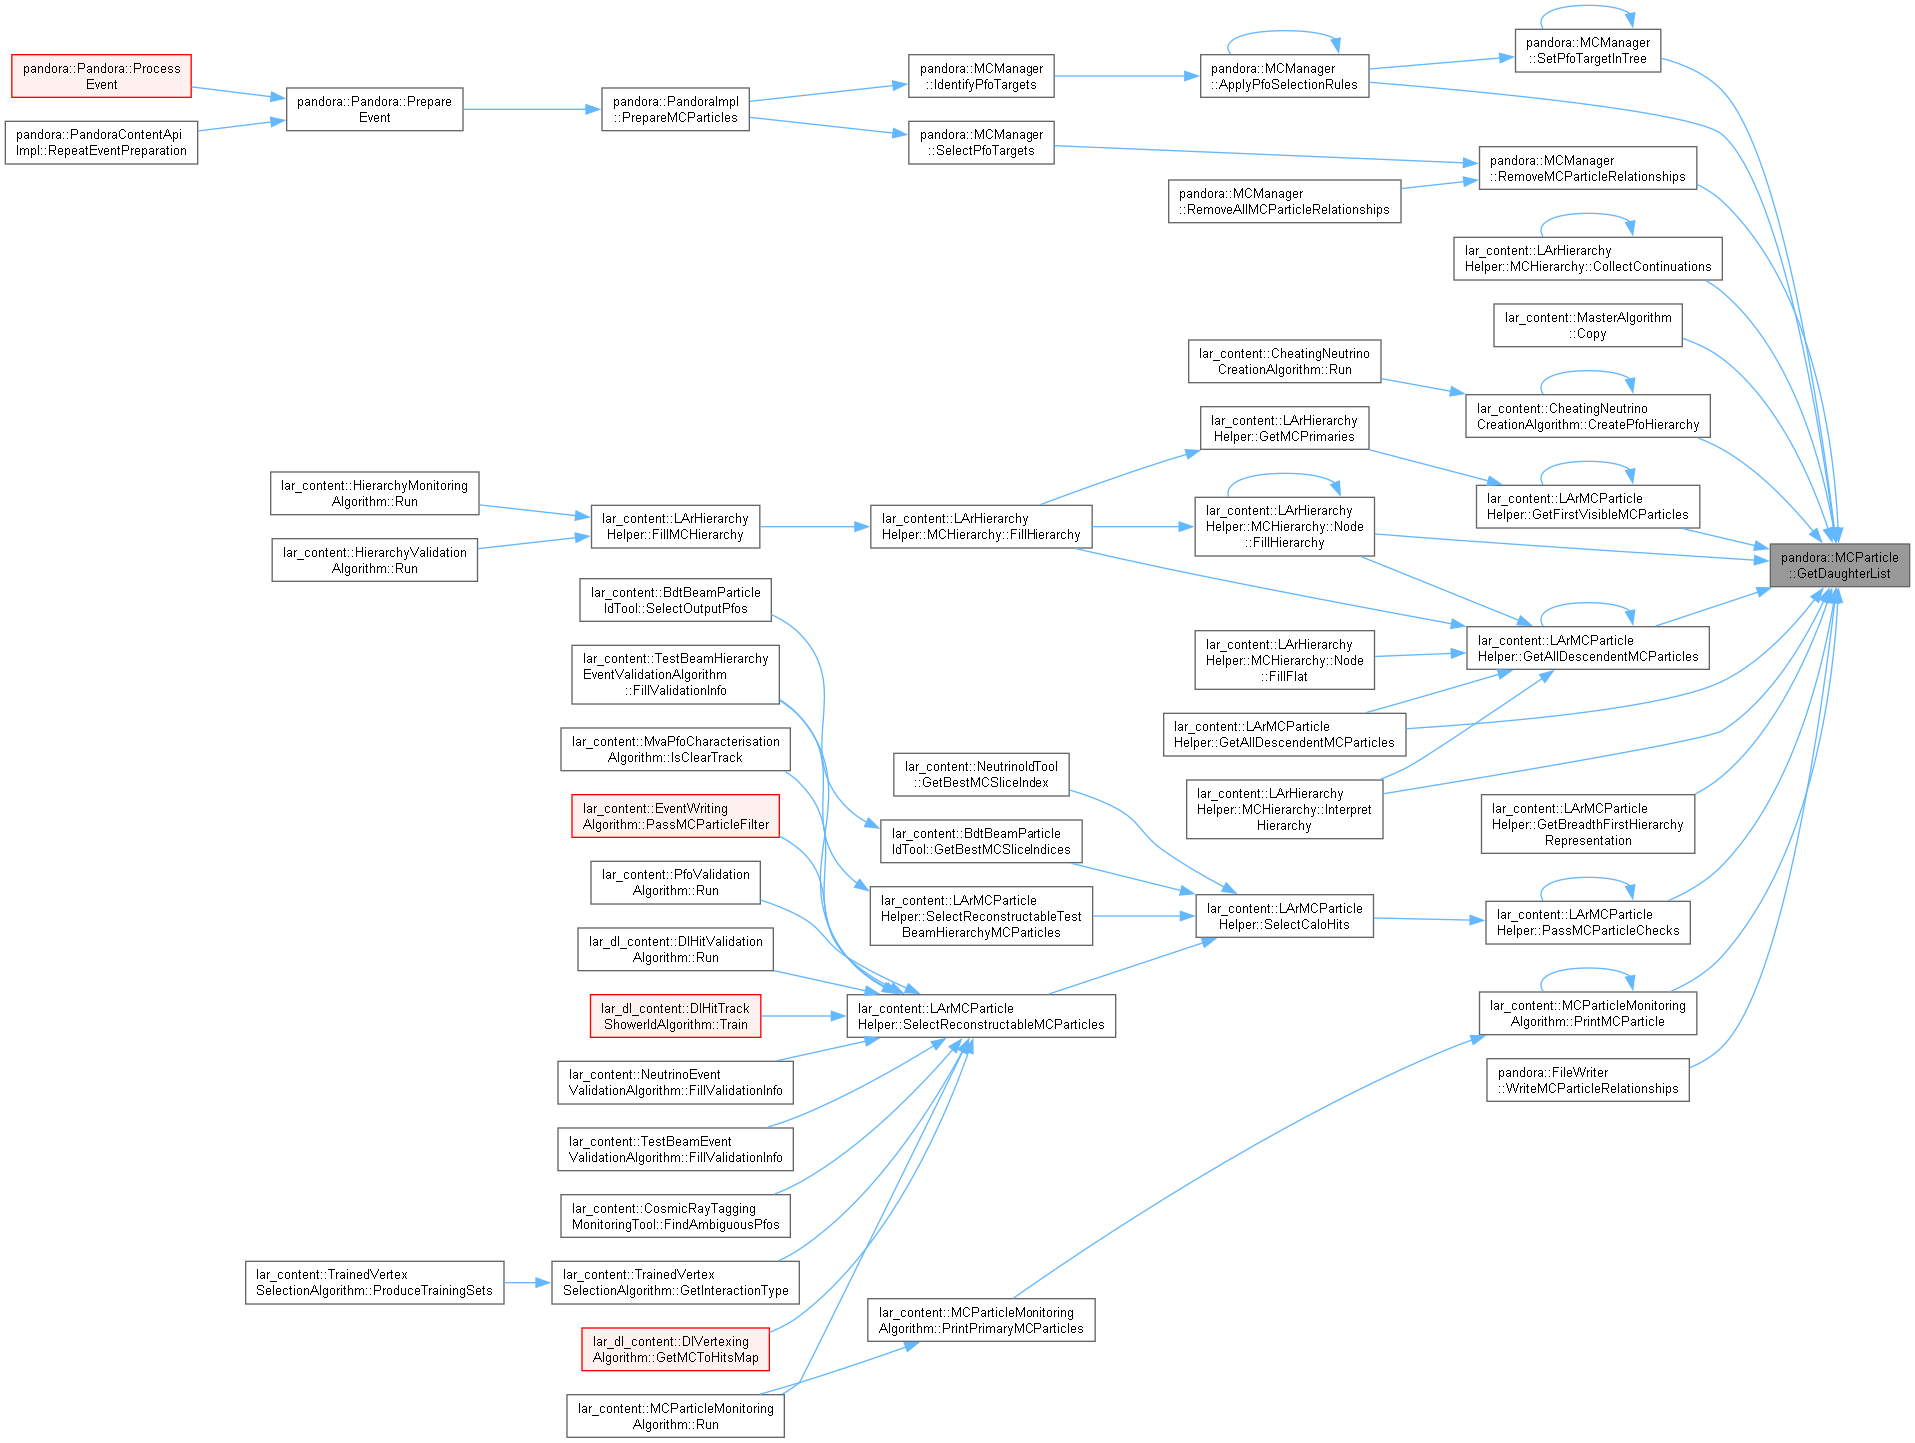 pandora::MCManager
::SetPfoTargetInTree
pandora::Pandora::Process
Event
pandora::MCManager
::IdentifyPfoTargets
pandora::MCManager
::ApplyPfoSelectionRules
pandora::Pandora::Prepare
Event
pandora::PandoraImpl
::PrepareMCParticles
pandora::PandoraContentApi
Impl::RepeatEventPreparation
pandora::MCManager
::SelectPfoTargets
pandora::MCManager
::RemoveMCParticleRelationships
pandora::MCManager
::RemoveAllMCParticleRelationships
lar_content::LArHierarchy
Helper::MCHierarchy::CollectContinuations
lar_content::MasterAlgorithm
::Copy
lar_content::CheatingNeutrino
CreationAlgorithm::Run
lar_content::CheatingNeutrino
CreationAlgorithm::CreatePfoHierarchy
lar_content::LArHierarchy
Helper::GetMCPrimaries
lar_content::HierarchyMonitoring
Algorithm::Run
lar_content::LArMCParticle
Helper::GetFirstVisibleMCParticles
lar_content::LArHierarchy
Helper::FillMCHierarchy
lar_content::LArHierarchy
Helper::MCHierarchy::FillHierarchy
lar_content::LArHierarchy
Helper::MCHierarchy::Node
::FillHierarchy
lar_content::HierarchyValidation
Algorithm::Run
pandora::MCParticle
::GetDaughterList
lar_content::BdtBeamParticle
IdTool::SelectOutputPfos
lar_content::LArMCParticle
Helper::GetAllDescendentMCParticles
lar_content::LArHierarchy
Helper::MCHierarchy::Node
::FillFlat
lar_content::TestBeamHierarchy
EventValidationAlgorithm
::FillValidationInfo
lar_content::LArMCParticle
Helper::GetAllDescendentMCParticles
lar_content::MvaPfoCharacterisation
Algorithm::IsClearTrack
lar_content::NeutrinoIdTool
::GetBestMCSliceIndex
lar_content::LArHierarchy
Helper::MCHierarchy::Interpret
Hierarchy
lar_content::EventWriting
Algorithm::PassMCParticleFilter
lar_content::LArMCParticle
Helper::GetBreadthFirstHierarchy
Representation
lar_content::BdtBeamParticle
IdTool::GetBestMCSliceIndices
lar_content::PfoValidation
Algorithm::Run
lar_content::LArMCParticle
Helper::SelectReconstructableTest
BeamHierarchyMCParticles
lar_content::LArMCParticle
Helper::SelectCaloHits
lar_content::LArMCParticle
Helper::PassMCParticleChecks
lar_dl_content::DlHitValidation
Algorithm::Run
lar_dl_content::DlHitTrack
ShowerIdAlgorithm::Train
lar_content::LArMCParticle
Helper::SelectReconstructableMCParticles
lar_content::MCParticleMonitoring
Algorithm::PrintMCParticle
lar_content::NeutrinoEvent
ValidationAlgorithm::FillValidationInfo
pandora::FileWriter
::WriteMCParticleRelationships
lar_content::TestBeamEvent
ValidationAlgorithm::FillValidationInfo
lar_content::CosmicRayTagging
MonitoringTool::FindAmbiguousPfos
lar_content::TrainedVertex
SelectionAlgorithm::ProduceTrainingSets
lar_content::TrainedVertex
SelectionAlgorithm::GetInteractionType
lar_content::MCParticleMonitoring
Algorithm::PrintPrimaryMCParticles
lar_dl_content::DlVertexing
Algorithm::GetMCToHitsMap
lar_content::MCParticleMonitoring
Algorithm::Run